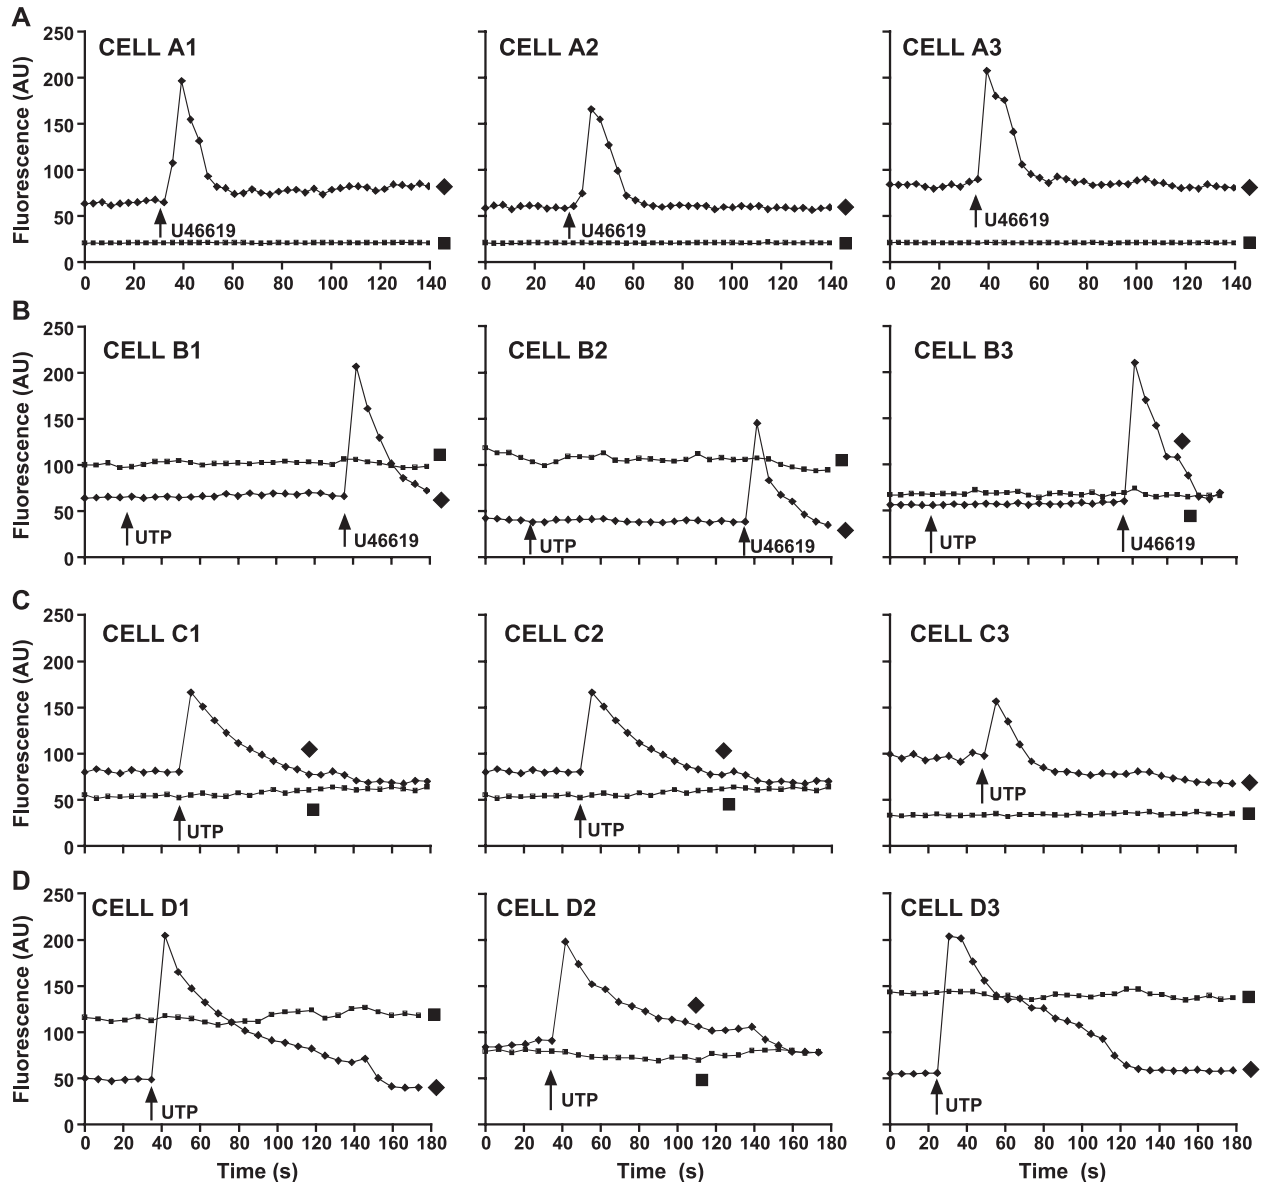 A
CELL A1
CELL A2
CELL A3
Fluorescence (AU)
250
200
150
100
50
0
U46619
U46619
U46619
0 20 40 60 80 100 120 140
0 20 40 60 80 100 120 140
0 20 40 60 80 100 120 140
B
CELL B1
CELL B2
CELL B3
Fluorescence (AU)
250
200
150
100
50
0
UTP
U46619
UTP
U46619
UTP
U46619
C
CELL C1
CELL C2
CELL C3
Fluorescence (AU)
250
200
150
100
50
0
UTP
UTP
UTP
D
CELL D1
CELL D2
CELL D3
Fluorescence (AU)
250
200
150
100
50
0
UTP
UTP
UTP
0 20 40 60 80 100 120 140 160 180
0 20 40 60 80 100 120 140 160 180
0 20 40 60 80 100 120 140 160 180
Time (s)
Time (s)
Time (s)